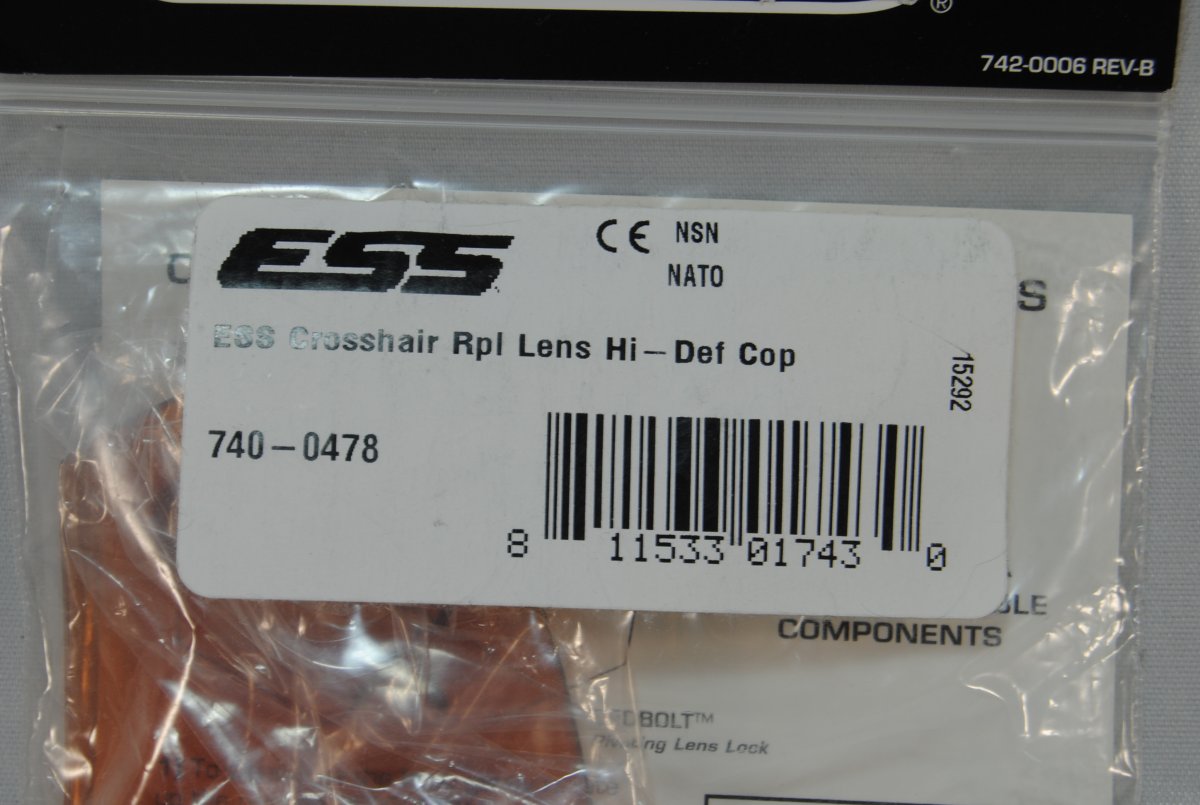 ®
742-0006 REV-B
ESS
CE NSN
NATO
S
ESS Crosshair Rpl Lens Hi-Def Cop
15292
740-0478
8 11533 01743 0
COMPONENTS
Pivoting Lens Lock